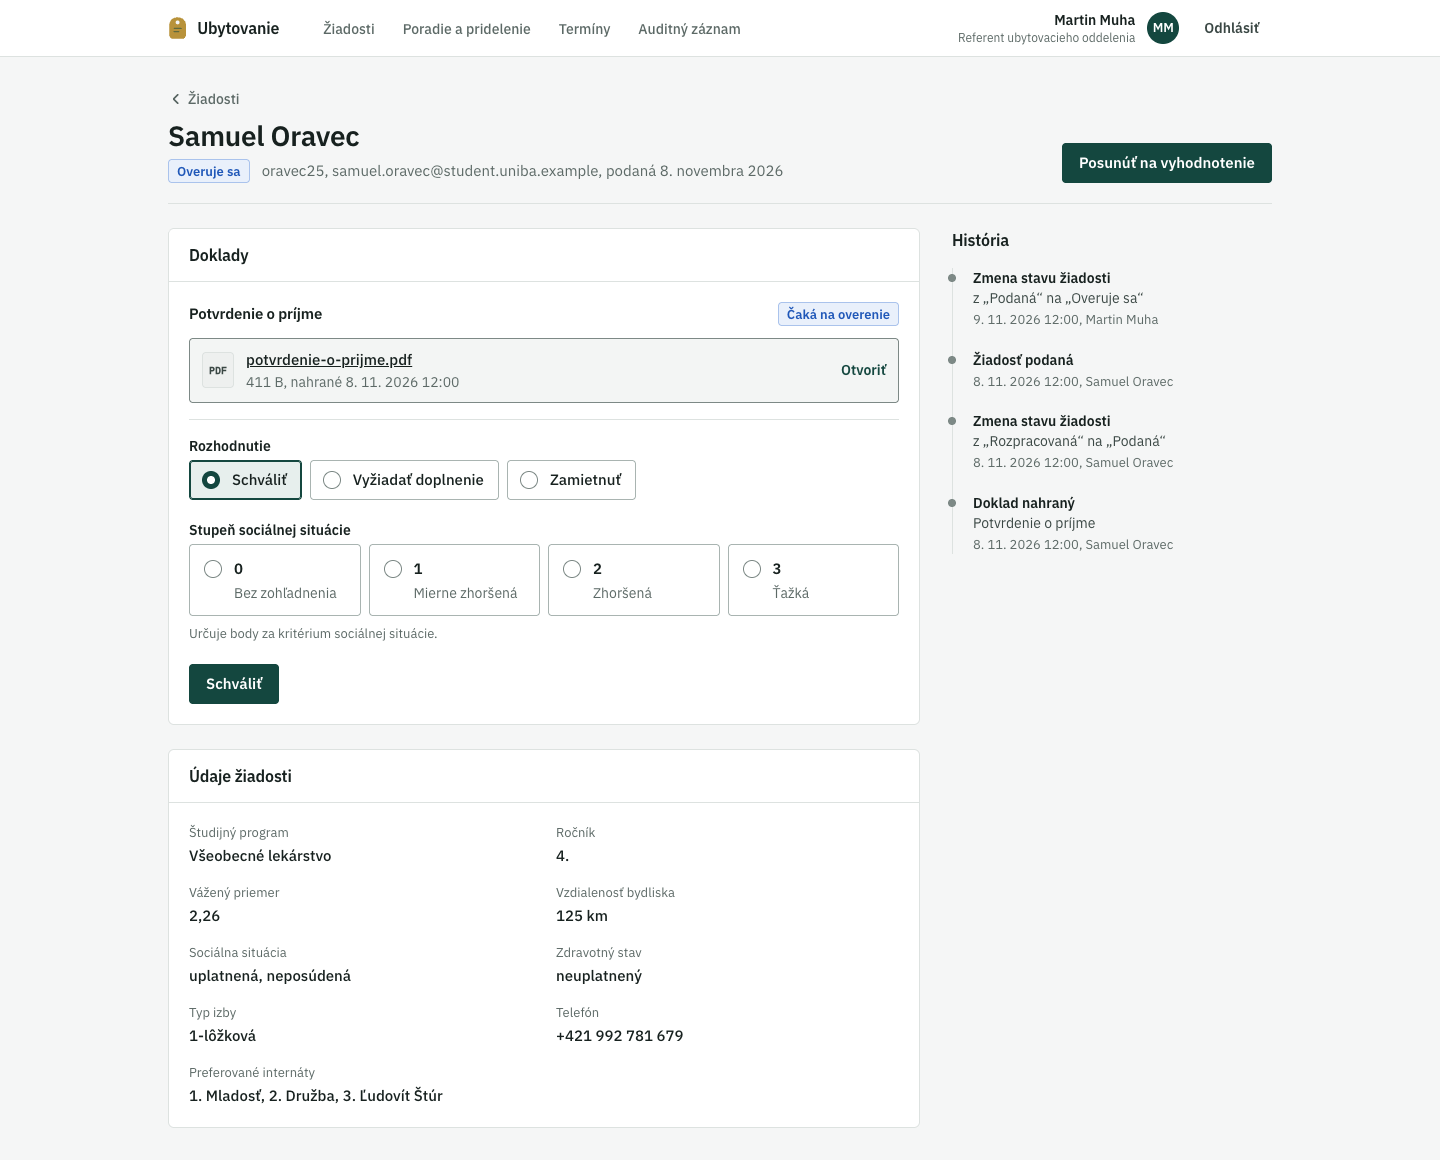 Ubytovanie
Žiadosti
Poradie a pridelenie
Termíny
Auditný záznam
Martin Muha
Referent ubytovacieho oddelenia
MM
Odhlásiť
Žiadosti
Samuel Oravec
Overuje sa
oravec25, samuel.oravec@student.uniba.example, podaná 8. novembra 2026
Posunúť na vyhodnotenie
Doklady
Potvrdenie o príjme
Čaká na overenie
PDF
potvrdenie-o-prijme.pdf
411 B, nahrané 8. 11. 2026 12:00
Otvoriť
Rozhodnutie
Schváliť
Vyžiadať doplnenie
Zamietnuť
Stupeň sociálnej situácie
0
Bez zohľadnenia
1
Mierne zhoršená
2
Zhoršená
3
Ťažká
Určuje body za kritérium sociálnej situácie.
Schváliť
História
Zmena stavu žiadosti
z „Podaná“ na „Overuje sa“
9. 11. 2026 12:00, Martin Muha
Žiadosť podaná
8. 11. 2026 12:00, Samuel Oravec
Zmena stavu žiadosti
z „Rozpracovaná“ na „Podaná“
8. 11. 2026 12:00, Samuel Oravec
Doklad nahraný
Potvrdenie o príjme
8. 11. 2026 12:00, Samuel Oravec
Údaje žiadosti
Študijný program
Všeobecné lekárstvo
Ročník
4.
Vážený priemer
2,26
Vzdialenosť bydliska
125 km
Sociálna situácia
uplatnená, neposúdená
Zdravotný stav
neuplatnený
Typ izby
1-lôžková
Telefón
+421 992 781 679
Preferované internáty
1. Mladosť, 2. Družba, 3. Ľudovít Štúr